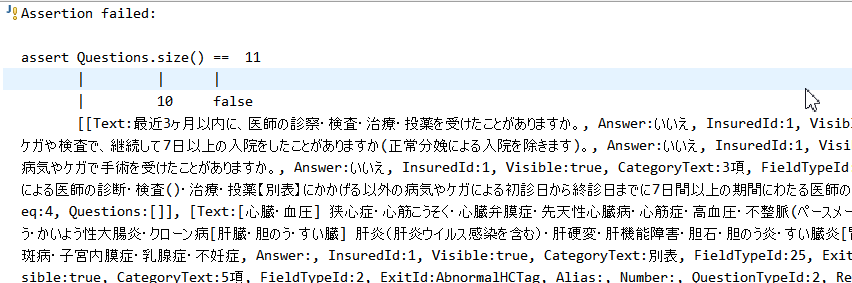 Assertion failed:
assert Questions.size() == 11
| | |
| 10 false
[[Text:最近3ヶ月以内に、医師の診察・検査・治療・投薬を受けたことがありますか。, Answer:いいえ, InsuredId:1, Visib
ケガや検査で、継続して7日以上の入院をしたことがありますか(正常分娩による入院を除きます)。, Answer:いいえ, InsuredId:1, Visib
病気やケガで手術を受けたことがありますか。, Answer:いいえ, InsuredId:1, Visible:true, CategoryText:3項, FieldTypeId
による医師の診断・検査()・治療・投薬【別表】にかかげる以外の病気やケガによる初診日から終診日までに7日間以上の期間にわたる医師の
eq:4, Questions:[]], [Text:[心臓・血圧] 狭心症・心筋こうそく・心臓弁膜症・先天性心臓病・心筋症・高血圧・不整脈(ペースメー
う・かいよう性大腸炎・クローン病[肝臓・胆のう・すい臓] 肝炎(肝炎ウイルス感染を含む)・肝硬変・肝機能障害・胆石・胆のう炎・すい臓炎[腎
斑病・子宮内膜症・乳腺症・不妊症, Answer:, InsuredId:1, Visible:true, CategoryText:別表, FieldTypeId:25, Exit
sible:true, CategoryText:5項, FieldTypeId:2, ExitId:AbnormalHCTag, Alias:, Number:, QuestionTypeId:2, Re